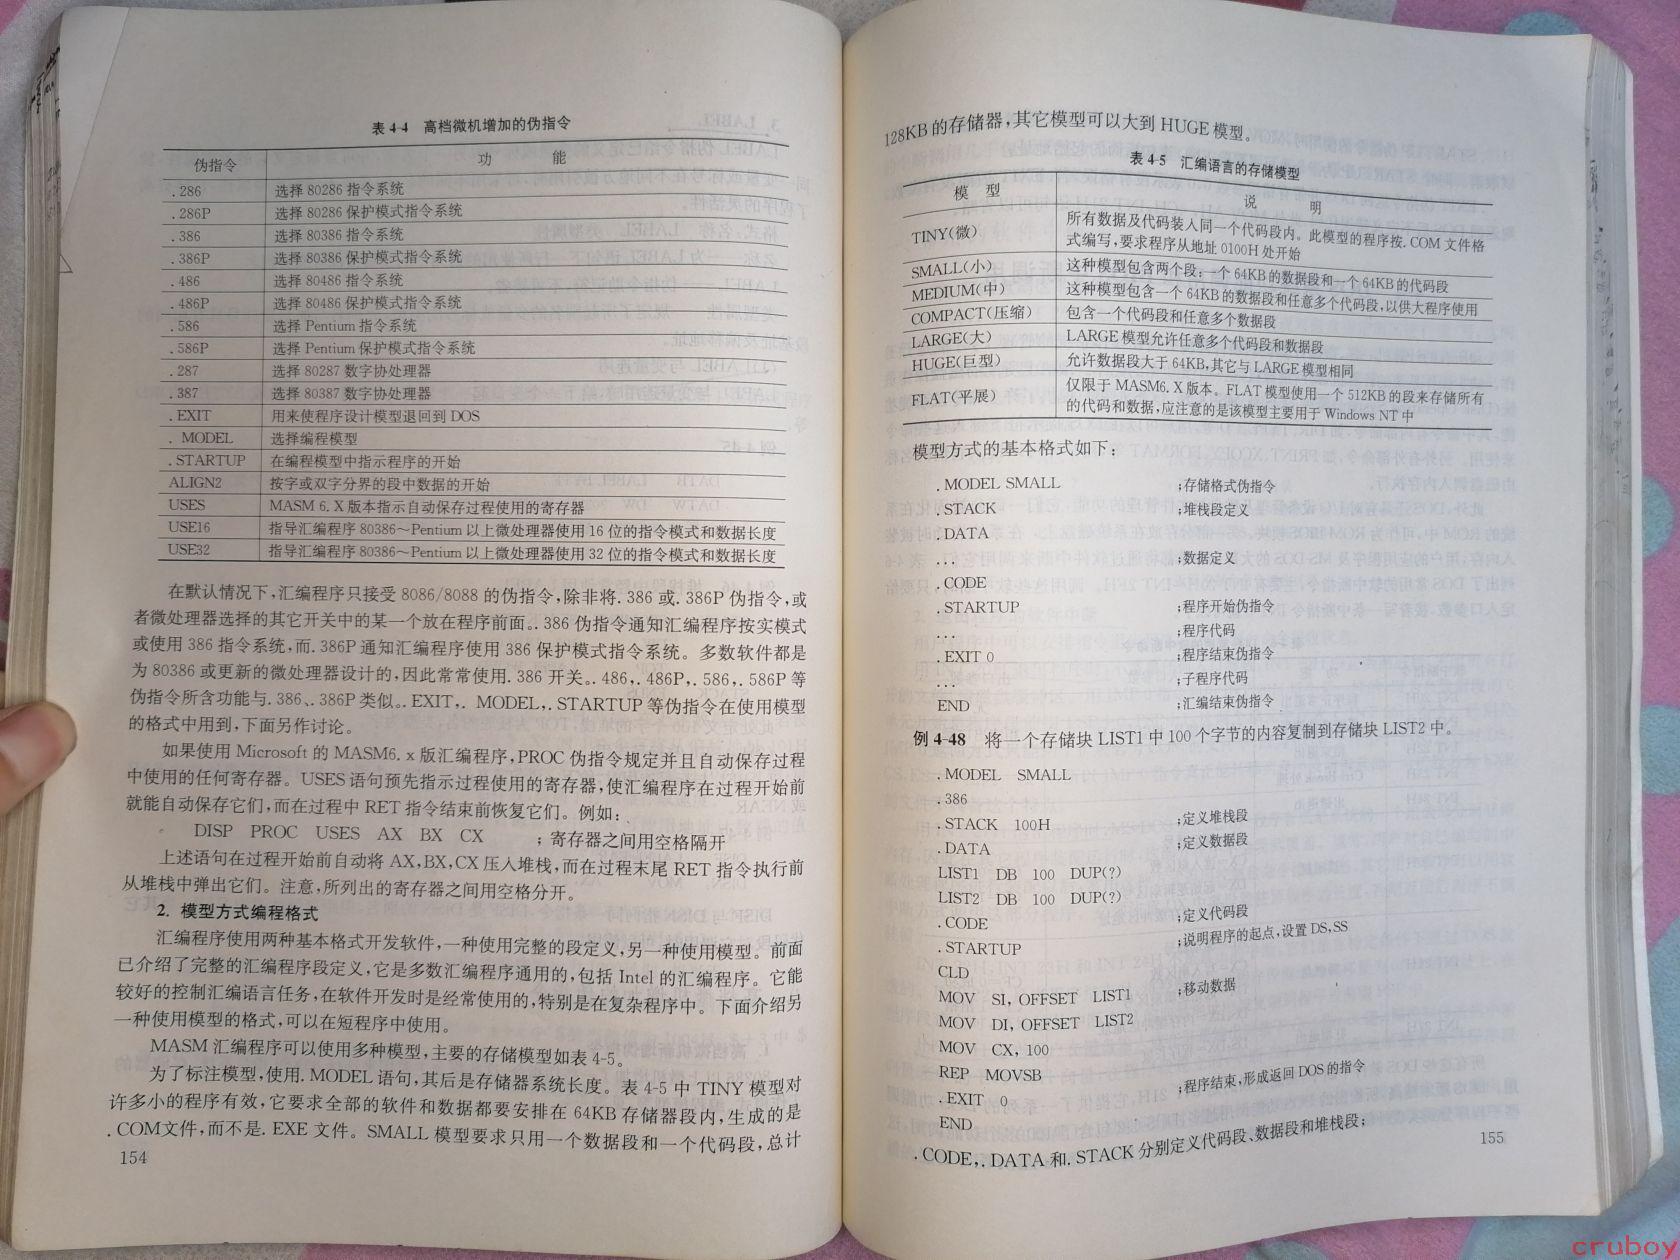 表 4-4 高档微机增加的伪指令
伪指令 功 能
.286 选择 80286 指令系统
.286P 选择 80286 保护模式指令系统
.386 选择 80386 指令系统
.386P 选择 80386 保护模式指令系统
.486 选择 80486 指令系统
.486P 选择 80486 保护模式指令系统
.586 选择 Pentium 指令系统
.586P 选择 Pentium 保护模式指令系统
.287 选择 80287 数字协处理器
.387 选择 80387 数字协处理器
.EXIT 用来使程序设计模型退回到 DOS
. MODEL 选择编程模型
.STARTUP 在编程模型中指示程序的开始
ALIGN2 按字或双字分界的段中数据的开始
USES MASM 6.X 版本指示自动保存过程使用的寄存器
USE16 指导汇编程序 80386～Pentium 以上微处理器使用 16 位的指令模式和数据长度
USE32 指导汇编程序 80386～Pentium 以上微处理器使用 32 位的指令模式和数据长度
在默认情况下,汇编程序只接受 8086/8088 的伪指令,除非将. 386 或. 386P 伪指令,或
者微处理器选择的其它开关中的某一个放在程序前面。. 386 伪指令通知汇编程序按实模式
或使用 386 指令系统,而. 386P 通知汇编程序使用 386 保护模式指令系统。多数软件都是
为 80386 或更新的微处理器设计的,因此常常使用. 386 开关。. 486,. 486P,. 586,. 586P 等
伪指令所含功能与. 386、. 386P 类似。. EXIT,. MODEL,. STARTUP 等伪指令在使用模型
的格式中用到,下面另作讨论。
如果使用 Microsoft 的 MASM6. x 版汇编程序,PROC 伪指令规定并且自动保存过程
中使用的任何寄存器。USES 语句预先指示过程使用的寄存器,使汇编程序在过程开始前
就能自动保存它们,而在过程中 RET 指令结束前恢复它们。例如:
DISP PROC USES AX BX CX ;寄存器之间用空格隔开
上述语句在过程开始前自动将 AX,BX,CX 压入堆栈,而在过程末尾 RET 指令执行前
从堆栈中弹出它们。注意,所列出的寄存器之间用空格分开。
2. 模型方式编程格式
汇编程序使用两种基本格式开发软件,一种使用完整的段定义,另一种使用模型。前面
已介绍了完整的汇编程序段定义,它是多数汇编程序通用的,包括 Intel 的汇编程序。它能
较好的控制汇编语言任务,在软件开发时是经常使用的,特别是在复杂程序中。下面介绍另
一种使用模型的格式,可以在短程序中使用。
MASM 汇编程序可以使用多种模型,主要的存储模型如表 4-5。
为了标注模型,使用. MODEL 语句,其后是存储器系统长度。表 4-5 中 TINY 模型对
许多小的程序有效,它要求全部的软件和数据都要安排在 64KB 存储器段内,生成的是
. COM文件,而不是. EXE 文件。SMALL 模型要求只用一个数据段和一个代码段,总计
154
128KB 的存储器,其它模型可以大到 HUGE 模型。
表 4-5 汇编语言的存储模型
模 型 说 明
TINY(微) 所有数据及代码装入同一个代码段内。此模型的程序按. COM 文件格
式编写,要求程序从地址 0100H 处开始
SMALL(小) 这种模型包含两个段:一个 64KB 的数据段和一个 64KB 的代码段
MEDIUM(中) 这种模型包含一个 64KB 的数据段和任意多个代码段,以供大程序使用
COMPACT(压缩) 包含一个代码段和任意多个数据段
LARGE(大) LARGE 模型允许任意多个代码段和数据段
HUGE(巨型) 允许数据段大于 64KB,其它与 LARGE 模型相同
FLAT(平展) 仅限于 MASM6. X 版本。FLAT 模型使用一个 512KB 的段来存储所有
的代码和数据,应注意的是该模型主要用于 Windows NT 中
模型方式的基本格式如下:
. MODEL SMALL ;存储格式伪指令
. STACK ;堆栈段定义
. DATA
... ;数据定义
. CODE
. STARTUP ;程序开始伪指令
... ;程序代码
. EXIT 0 ;程序结束伪指令
... ;子程序代码
END ;汇编结束伪指令
例 4-48 将一个存储块 LIST1 中 100 个字节的内容复制到存储块 LIST2 中。
. MODEL SMALL
. 386
. STACK 100H ;定义堆栈段
. DATA ;定义数据段
LIST1 DB 100 DUP(?)
LIST2 DB 100 DUP(?)
. CODE ;定义代码段
. STARTUP ;说明程序的起点,设置 DS,SS
CLD
MOV SI, OFFSET LIST1 ;移动数据
MOV DI, OFFSET LIST2
MOV CX, 100
REP MOVSB
. EXIT 0 ;程序结束,形成返回 DOS 的指令
END
. CODE,. DATA 和. STACK 分别定义代码段、数据段和堆栈段;
155
cruboy